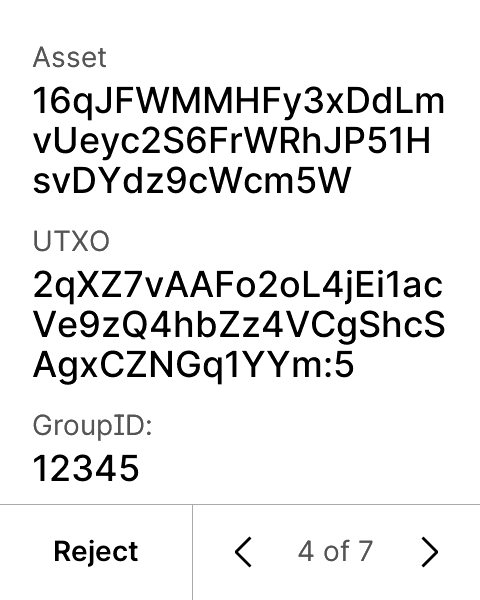 Asset
16qJFWMMHFy3xDdLm
vUeyc2S6FrWRhJP51H
svDYdz9cWcm5W
UTXO
2qXZ7vAAFo2oL4jEi1ac
Ve9zQ4hbZz4VCgShcS
AgxCZNGq1YYm:5
GroupID:
12345
Reject
4 of 7